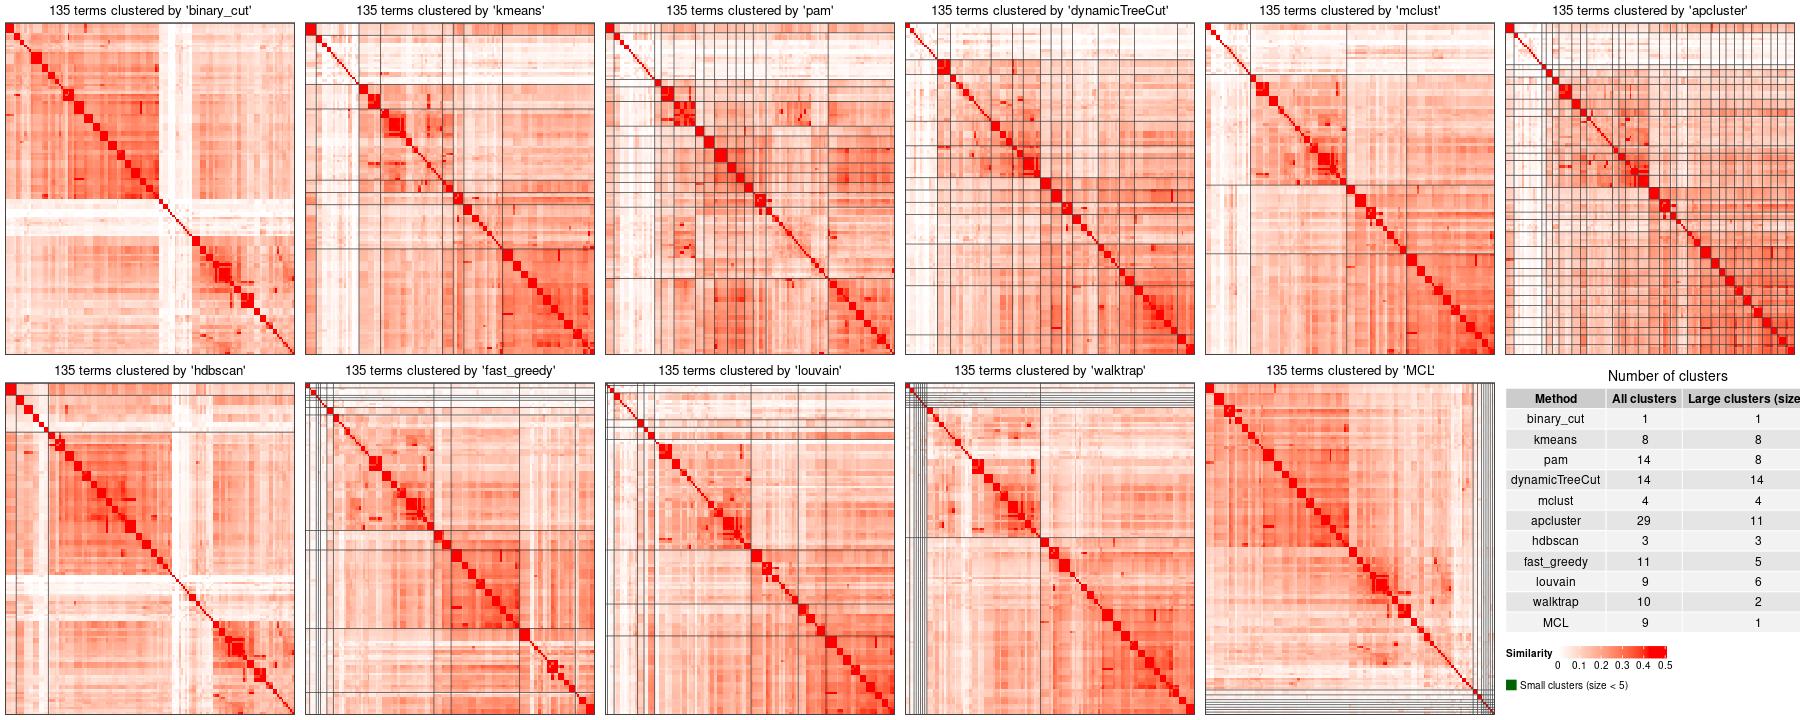 135 terms clustered by 'binary_cut'
135 terms clustered by 'kmeans'
135 terms clustered by 'pam'
135 terms clustered by 'dynamicTreeCut'
135 terms clustered by 'mclust'
135 terms clustered by 'apcluster'
135 terms clustered by 'hdbscan'
135 terms clustered by 'fast_greedy'
135 terms clustered by 'louvain'
135 terms clustered by 'walktrap'
135 terms clustered by 'MCL'
Number of clusters
Method All clusters Large clusters (size
binary_cut 1 1
kmeans 8 8
pam 14 8
dynamicTreeCut 14 14
mclust 4 4
apcluster 29 11
hdbscan 3 3
fast_greedy 11 5
louvain 9 6
walktrap 10 2
MCL 9 1
Similarity
0 0.1 0.2 0.3 0.4 0.5
Small clusters (size < 5)